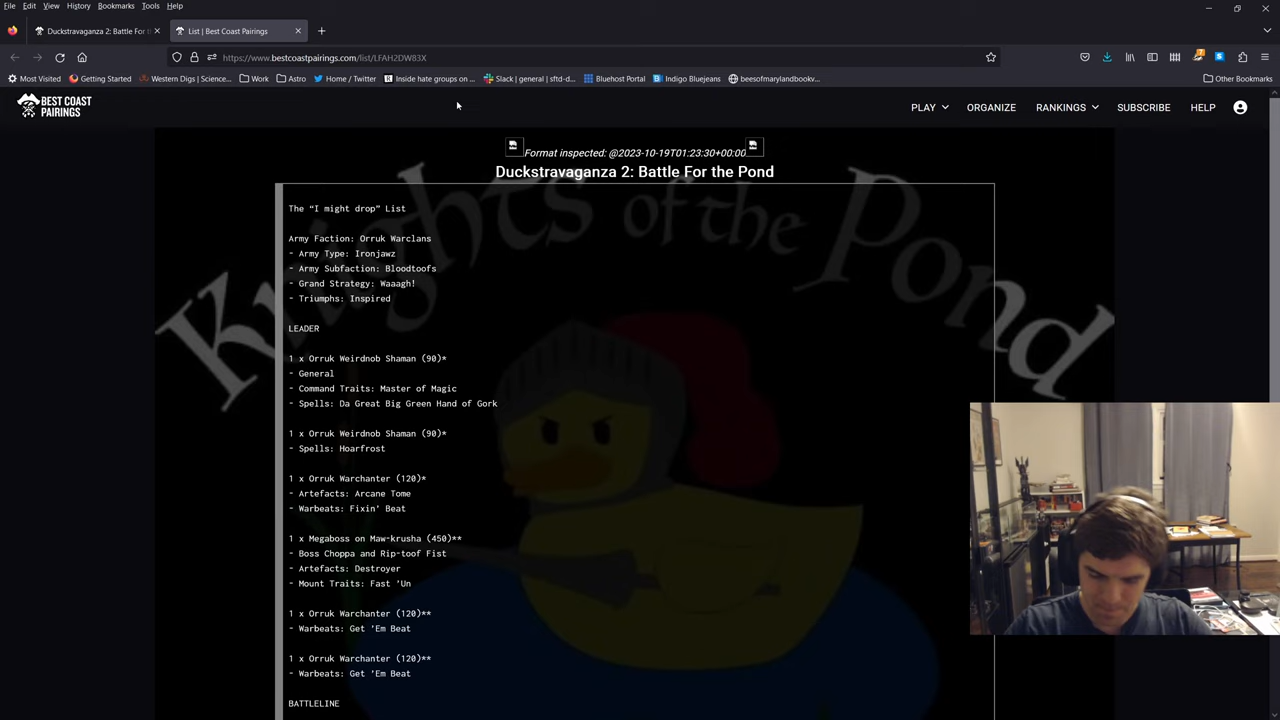 File Edit View History Bookmarks Tools Help
Duckstravaganza 2: Battle For th
List | Best Coast Pairings
https://www.bestcoastpairings.com/list/LFAH2DW83X
Most Visited Getting Started Western Digs | Science... Work Astro Home / Twitter Inside hate groups on ... Slack | general | sftd-d... Bluehost Portal Indigo Bluejeans beesofmarylandbookv... Other Bookmarks
BEST COAST
PAIRINGS
PLAY ORGANIZE RANKINGS SUBSCRIBE HELP
Format inspected: @2023-10-19T01:23:30+00:00
Duckstravaganza 2: Battle For the Pond
Knights of the Pond
The “I might drop” List
Army Faction: Orruk Warclans
- Army Type: Ironjawz
- Army Subfaction: Bloodtoofs
- Grand Strategy: Waaagh!
- Triumphs: Inspired
LEADER
1 x Orruk Weirdnob Shaman (90)*
- General
- Command Traits: Master of Magic
- Spells: Da Great Big Green Hand of Gork
1 x Orruk Weirdnob Shaman (90)*
- Spells: Hoarfrost
1 x Orruk Warchanter (120)*
- Artefacts: Arcane Tome
- Warbeats: Fixin' Beat
1 x Megaboss on Maw-krusha (450)**
- Boss Choppa and Rip-toof Fist
- Artefacts: Destroyer
- Mount Traits: Fast 'Un
1 x Orruk Warchanter (120)**
- Warbeats: Get 'Em Beat
1 x Orruk Warchanter (120)**
- Warbeats: Get 'Em Beat
BATTLELINE